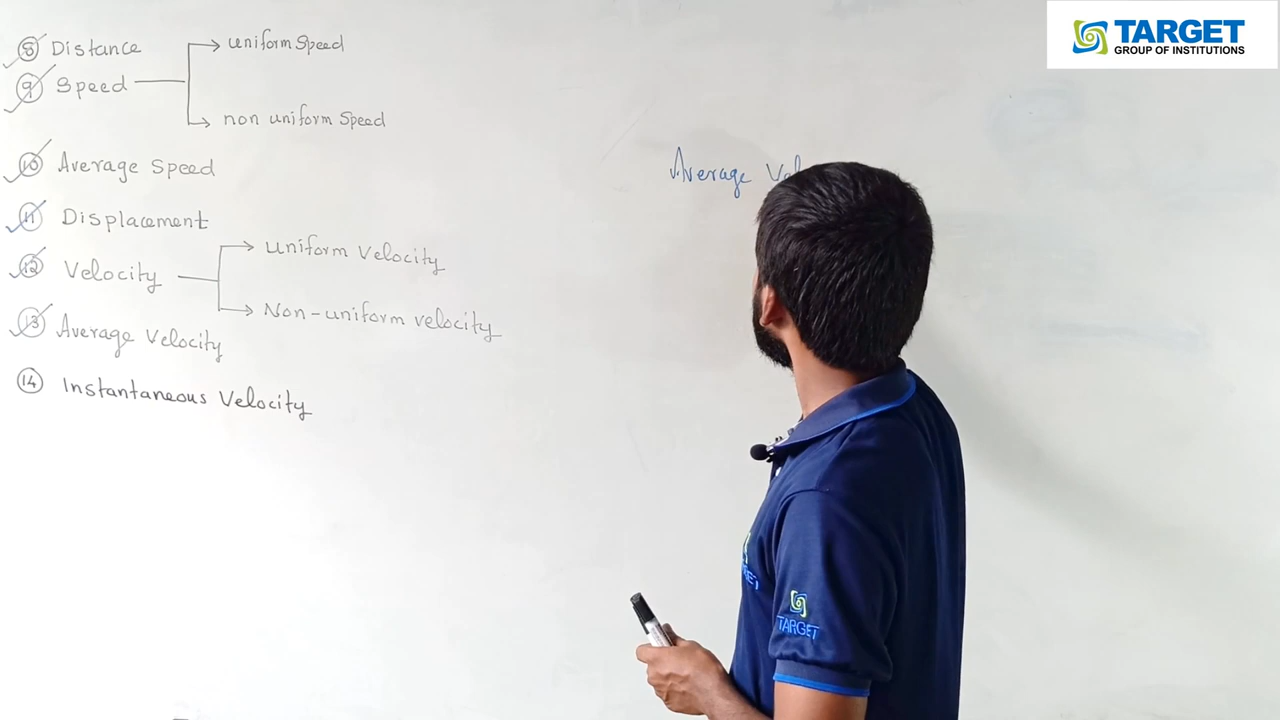 8 Distance
uniform Speed
9 Speed
non uniform Speed
10 Average Speed
11 Displacement
12 Velocity
Uniform Velocity
Non-uniform velocity
13 Average Velocity
14 Instantaneous Velocity
Average
TARGET
GROUP OF INSTITUTIONS
TARGET